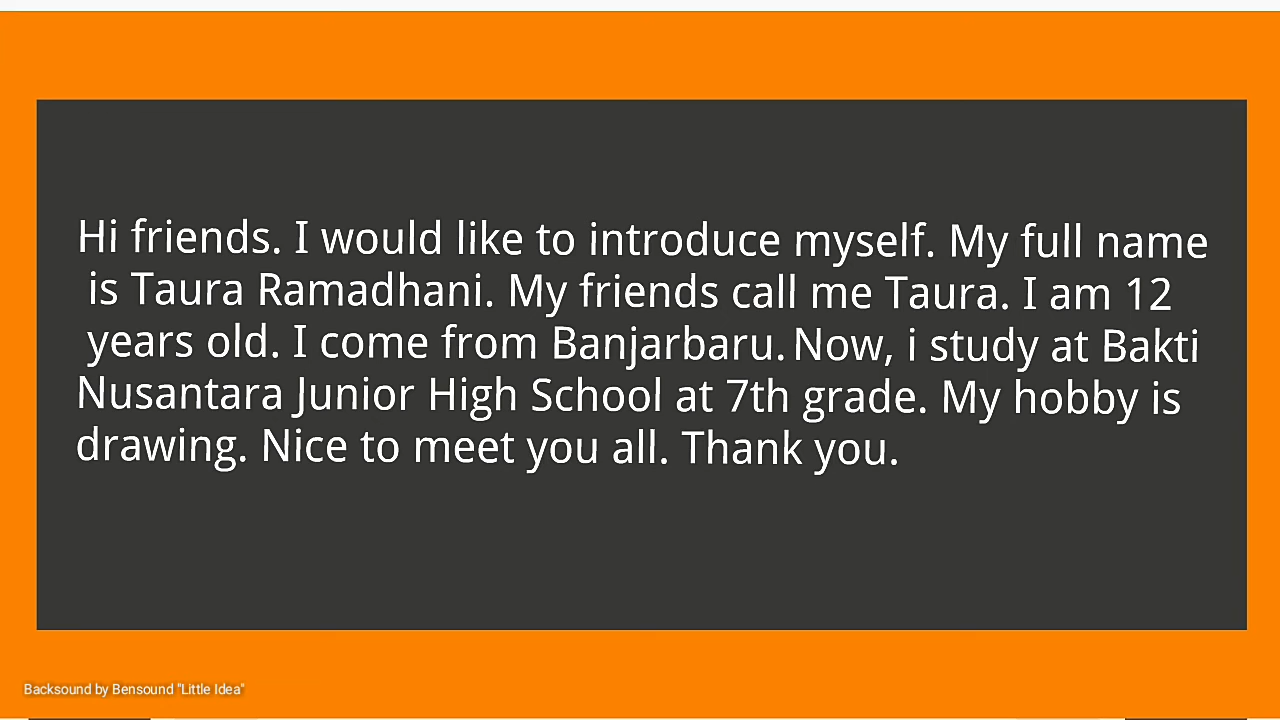 Hi friends. I would like to introduce myself. My full name
is Taura Ramadhani. My friends call me Taura. I am 12
years old. I come from Banjarbaru. Now, i study at Bakti
Nusantara Junior High School at 7th grade. My hobby is
drawing. Nice to meet you all. Thank you.
Backsound by Bensound "Little Idea"